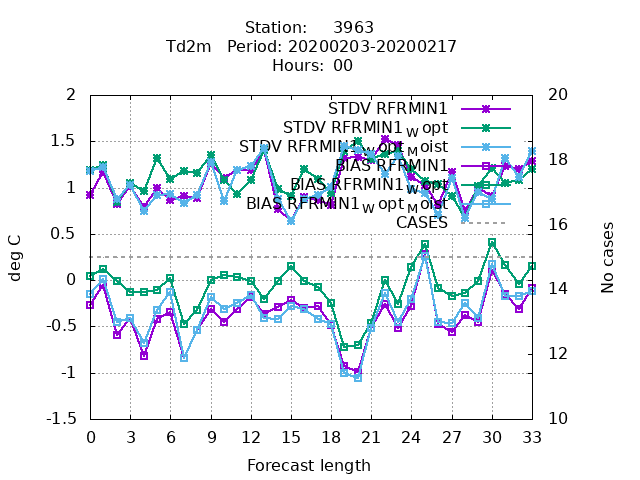 Station: 3963
Td2m Period: 20200203-20200217
Hours: 00
STDV RFRMIN1
STDV RFRMIN1_W opt
STDV RFRMIN1_W opt_M oist
BIAS RFRMIN1
BIAS RFRMIN1_W opt
BIAS RFRMIN1_W opt_M oist
CASES
2
1.5
1
0.5
0
-0.5
-1
-1.5
deg C
20
18
16
14
12
10
No cases
0 3 6 9 12 15 18 21 24 27 30 33
Forecast length